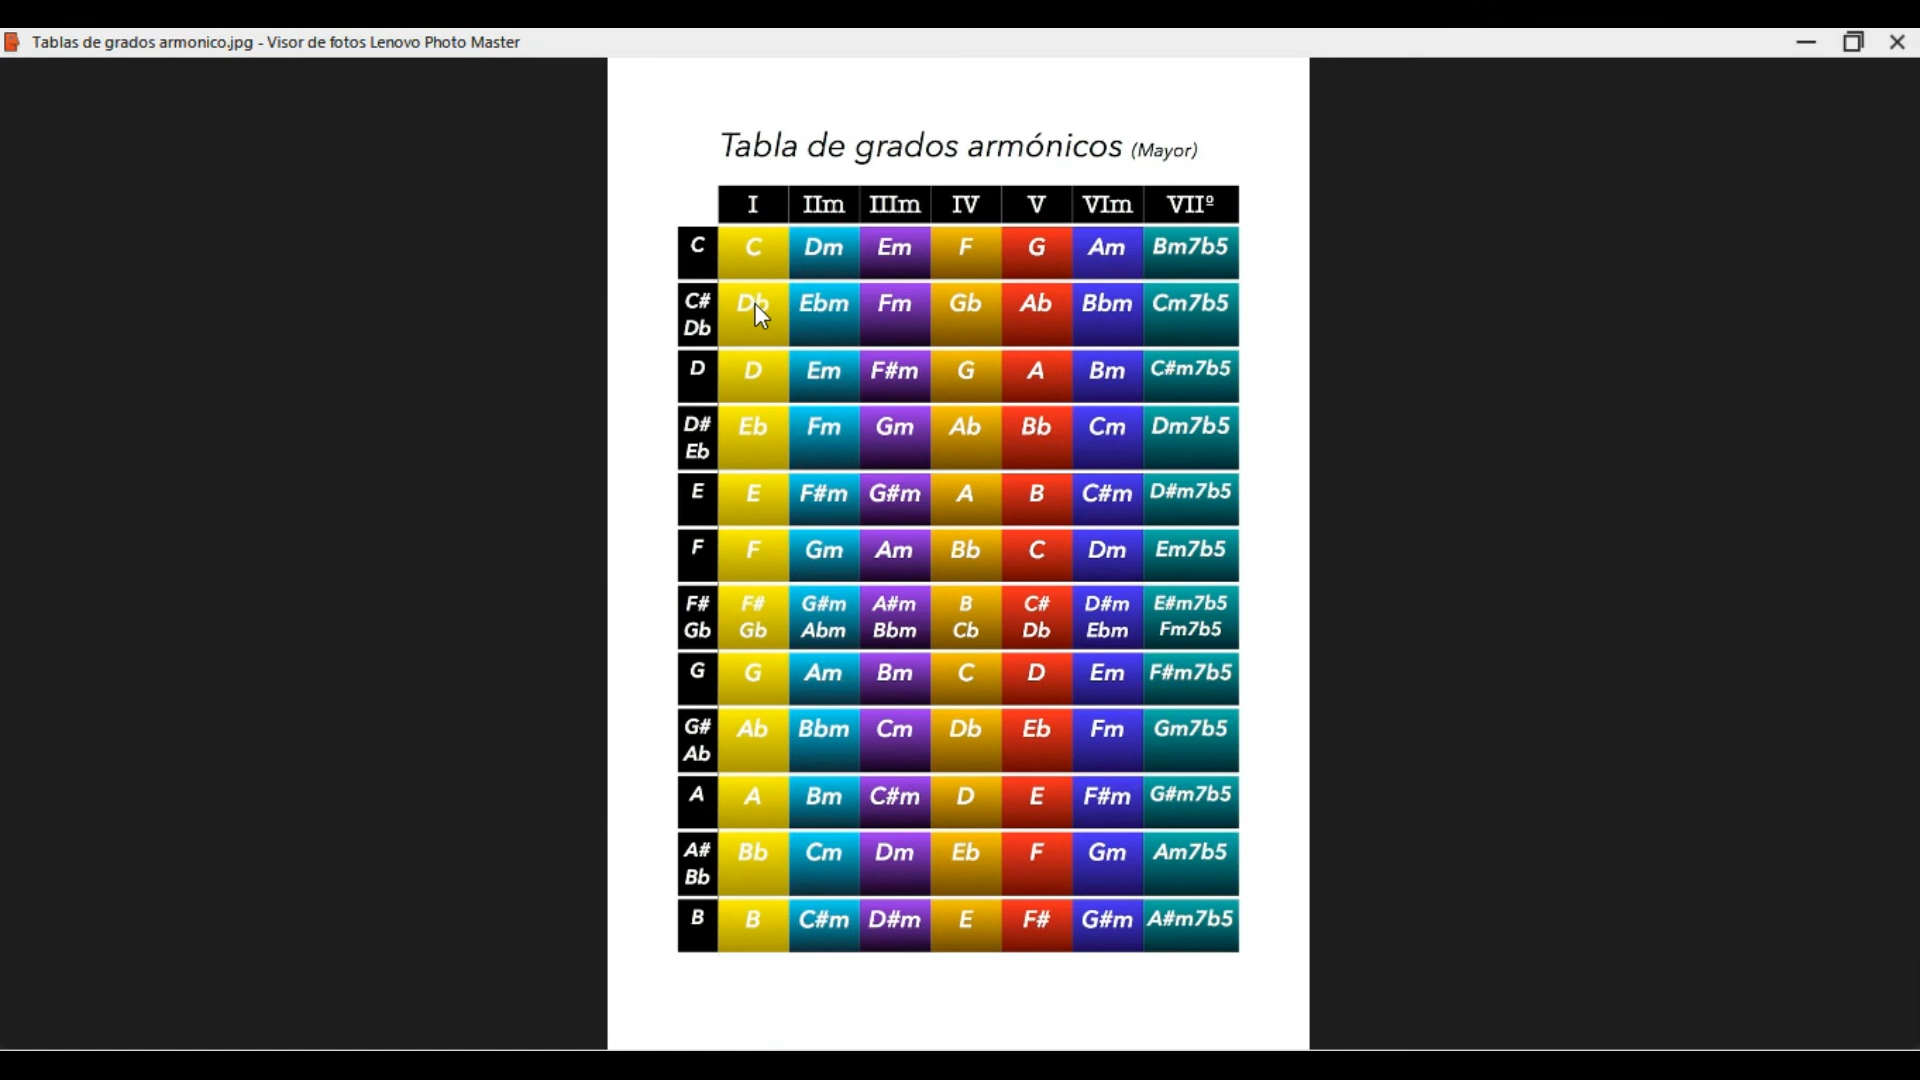 Tablas de grados armonico.jpg - Visor de fotos Lenovo Photo Master
Tabla de grados armónicos (Mayor)
I IIm IIIm IV V VIm VIIº
C C Dm Em F G Am Bm7b5
C# Db Ebm Fm Gb Ab Bbm Cm7b5
Db
D D Em F#m G A Bm C#m7b5
D# Eb Fm Gm Ab Bb Cm Dm7b5
Eb
E E F#m G#m A B C#m D#m7b5
F F Gm Am Bb C Dm Em7b5
F# F# G#m A#m B C# D#m E#m7b5
Gb Gb Abm Bbm Cb Db Ebm Fm7b5
G G Am Bm C D Em F#m7b5
G# Ab Bbm Cm Db Eb Fm Gm7b5
Ab
A A Bm C#m D E F#m G#m7b5
A# Bb Cm Dm Eb F Gm Am7b5
Bb
B B C#m D#m E F# G#m A#m7b5